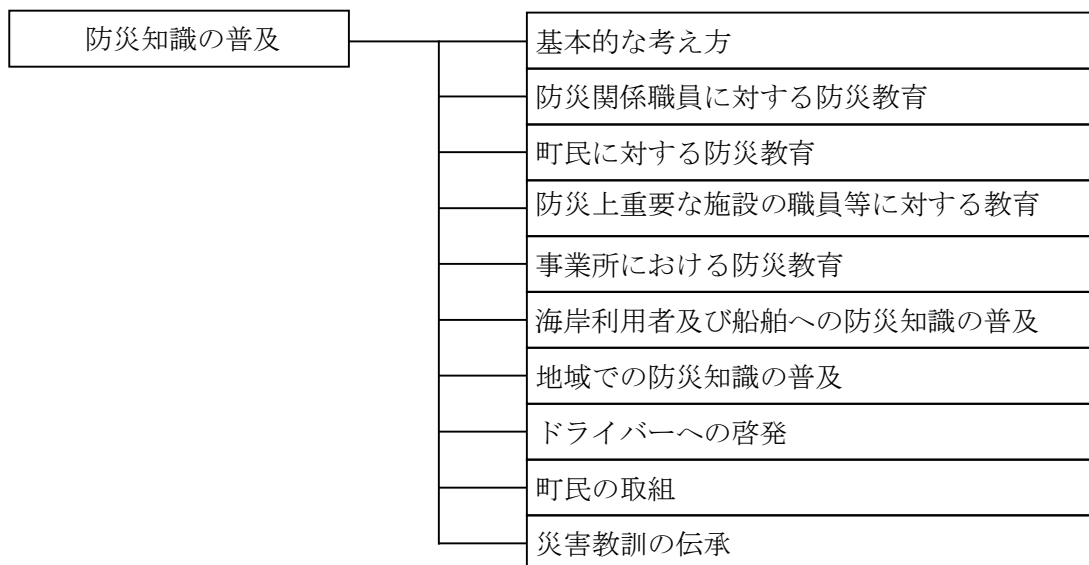 防災知識の普及
基本的な考え方
防災関係職員に対する防災教育
町民に対する防災教育
防災上重要な施設の職員等に対する教育
事業所における防災教育
海岸利用者及び船舶への防災知識の普及
地域での防災知識の普及
ドライバーへの啓発
町民の取組
災害教訓の伝承